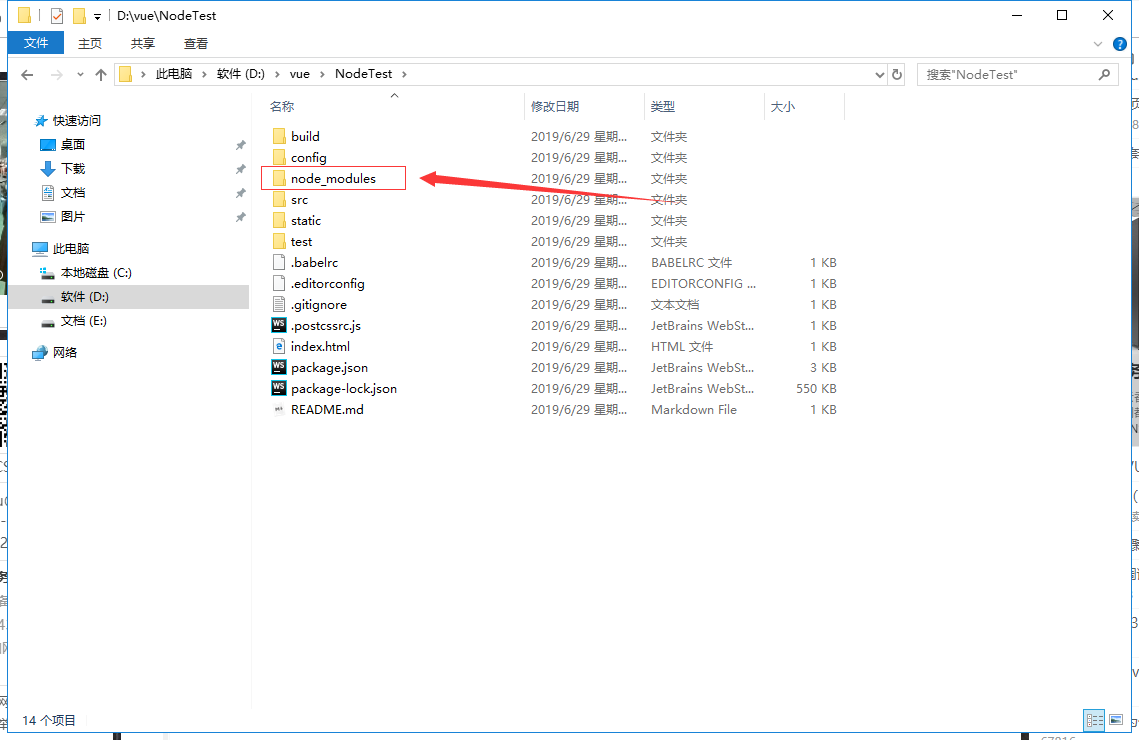 D:\vue\NodeTest
文件 主页 共享 查看
此电脑 软件 (D:) vue NodeTest 搜索"NodeTest"
名称 修改日期 类型 大小
快速访问
桌面
下载
文档
图片
此电脑
本地磁盘 (C:)
软件 (D:)
文档 (E:)
网络
build 2019/6/29 星期... 文件夹
config 2019/6/29 星期... 文件夹
node_modules 2019/6/29 星期... 文件夹
src 2019/6/29 星期... 文件夹
static 2019/6/29 星期... 文件夹
test 2019/6/29 星期... 文件夹
.babelrc 2019/6/29 星期... BABELRC 文件 1 KB
.editorconfig 2019/6/29 星期... EDITORCONFIG ... 1 KB
.gitignore 2019/6/29 星期... 文本文档 1 KB
.postcssrc.js 2019/6/29 星期... JetBrains WebSt... 1 KB
index.html 2019/6/29 星期... HTML 文件 1 KB
package.json 2019/6/29 星期... JetBrains WebSt... 3 KB
package-lock.json 2019/6/29 星期... JetBrains WebSt... 550 KB
README.md 2019/6/29 星期... Markdown File 1 KB
14 个项目